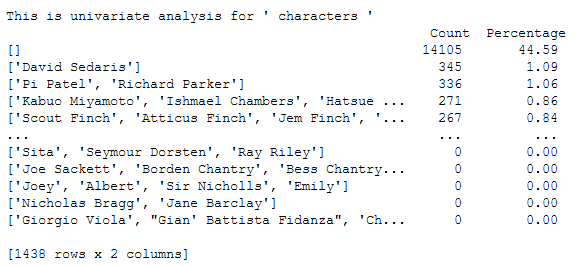 This is univariate analysis for ' characters '
Count Percentage
[] 14105 44.59
['David Sedaris'] 345 1.09
['Pi Patel', 'Richard Parker'] 336 1.06
['Kabuo Miyamoto', 'Ishmael Chambers', 'Hatsue ... 271 0.86
['Scout Finch', 'Atticus Finch', 'Jem Finch', '... 267 0.84
... ... ...
['Sita', 'Seymour Dorsten', 'Ray Riley'] 0 0.00
['Joe Sackett', 'Borden Chantry', 'Bess Chantry... 0 0.00
['Joey', 'Albert', 'Sir Nicholls', 'Emily'] 0 0.00
['Nicholas Bragg', 'Jane Barclay'] 0 0.00
['Giorgio Viola', "Gian' Battista Fidanza", 'Ch... 0 0.00
[1438 rows x 2 columns]